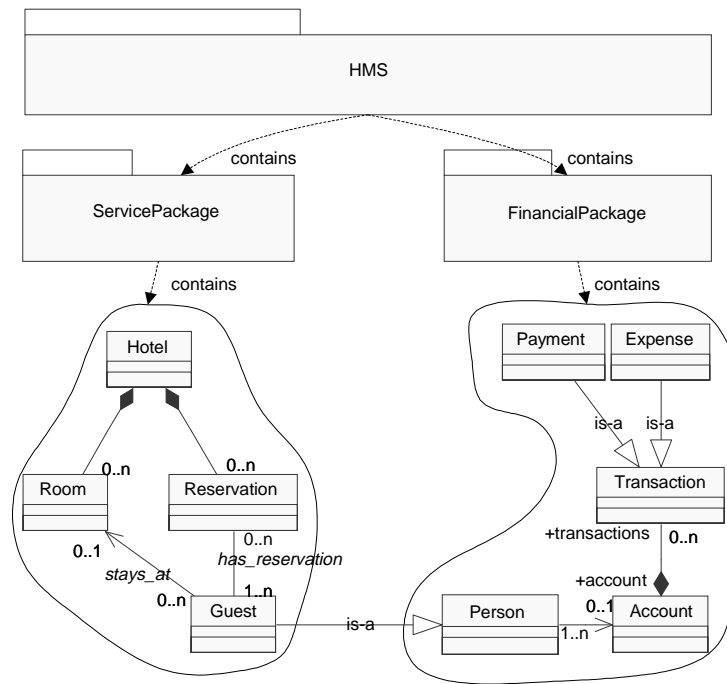 HMS
contains
contains
ServicePackage
FinancialPackage
contains
contains
Hotel
Payment
Expense
is-a
is-a
0..n
0..n
Room
Reservation
Transaction
0..1
0..n
has_reservation
+transactions
0..n
stays_at
0..n
1..n
+account
0..1
Guest
is-a
Person
1..n
Account